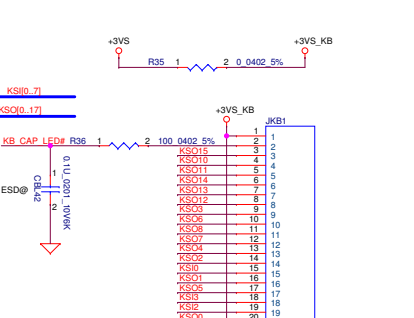 +3VS +3VS_KB
R35 1 2 0_0402_5%
KSI[0..7]
KSO[0..17]
+3VS_KB
JKB1
KB_CAP_LED# R36 1 2 100_0402_5%
ESD@
1
2
0.1U_0201_10V6K
1 1
2 2
KSO15 3 3
KSO10 4 4
KSO11 5 5
KSO14 6 6
KSO13 7 7
KSO12 8 8
KSO3 9 9
KSO6 10 10
KSO8 11 11
KSO7 12 12
KSO4 13 13
KSO2 14 14
KSI0 15 15
KSO1 16 16
KSO5 17 17
KSI3 18 18
KSI2 19 19
KSO0 20